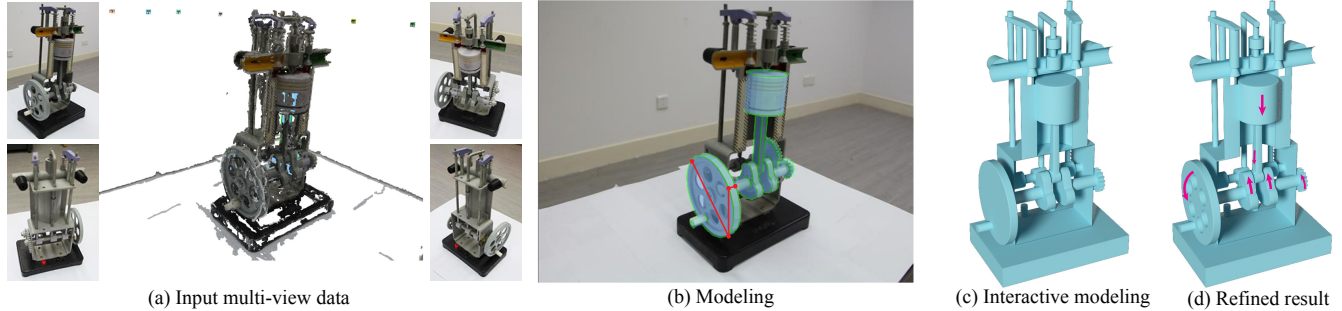 (a) Input multi-view data
(b) Modeling
(c) Interactive modeling
(d) Refined result